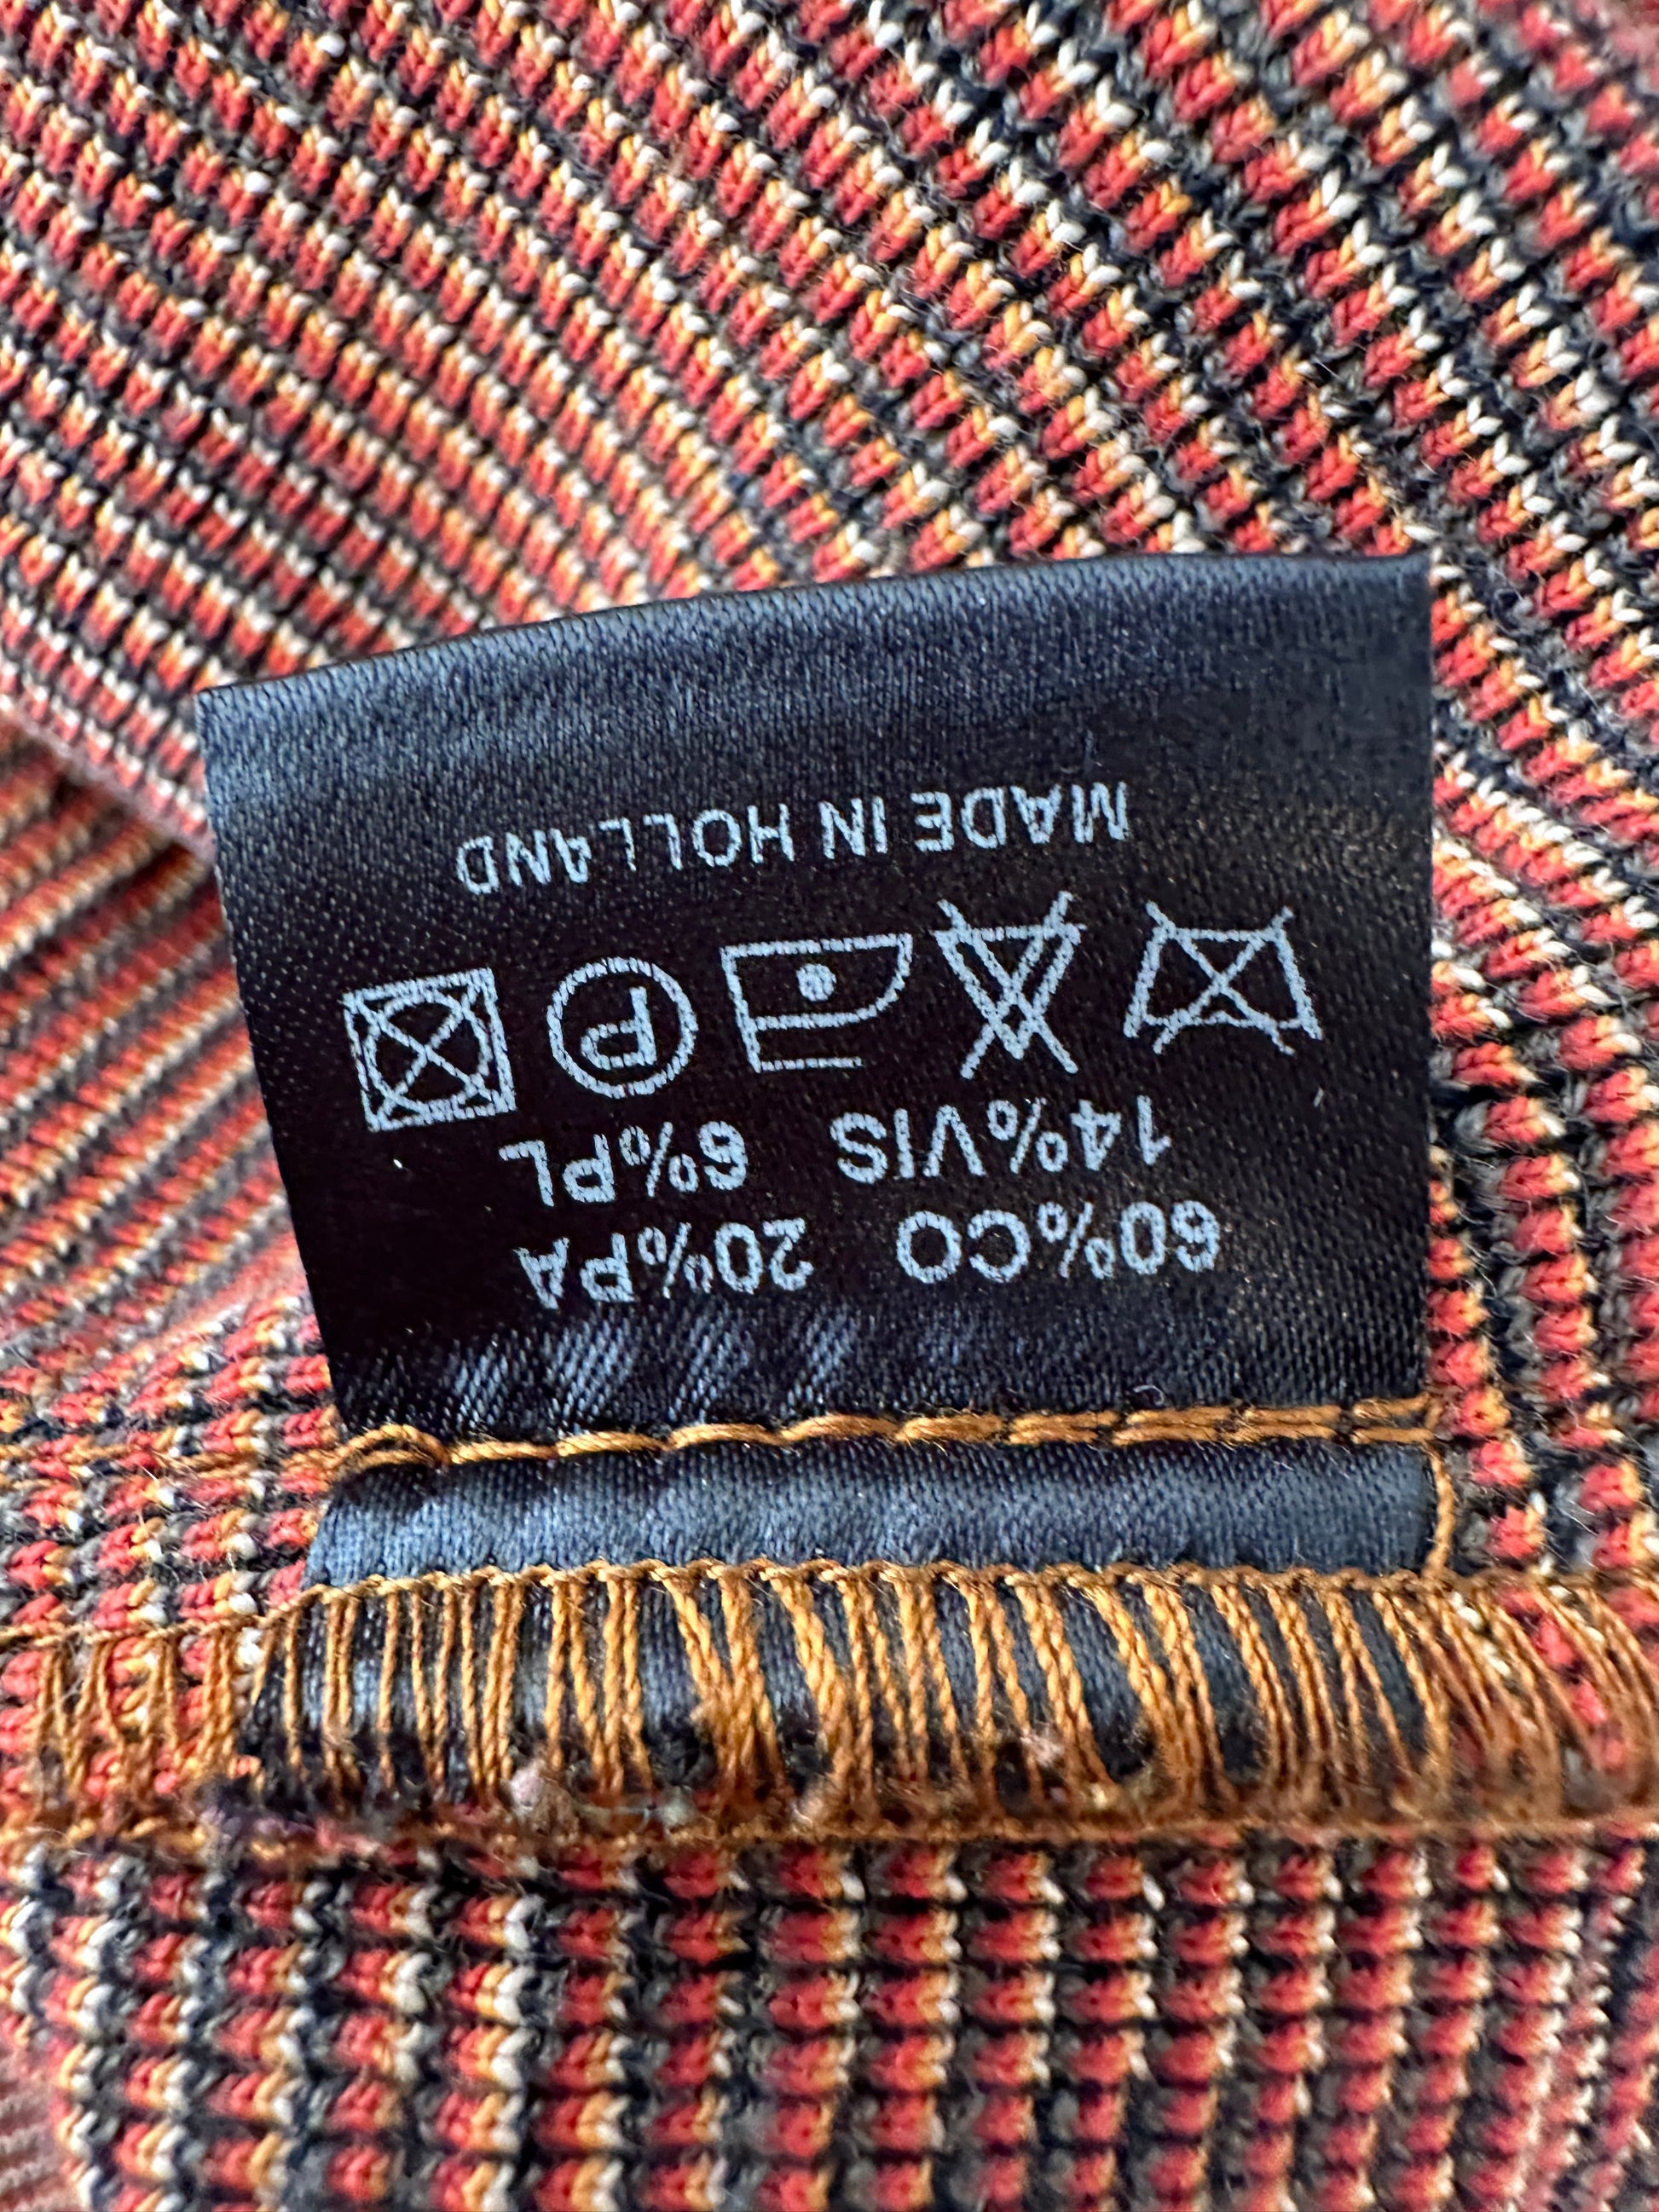 60%CO 20%PA
14%VIS 6%PL
P
MADE IN HOLLAND